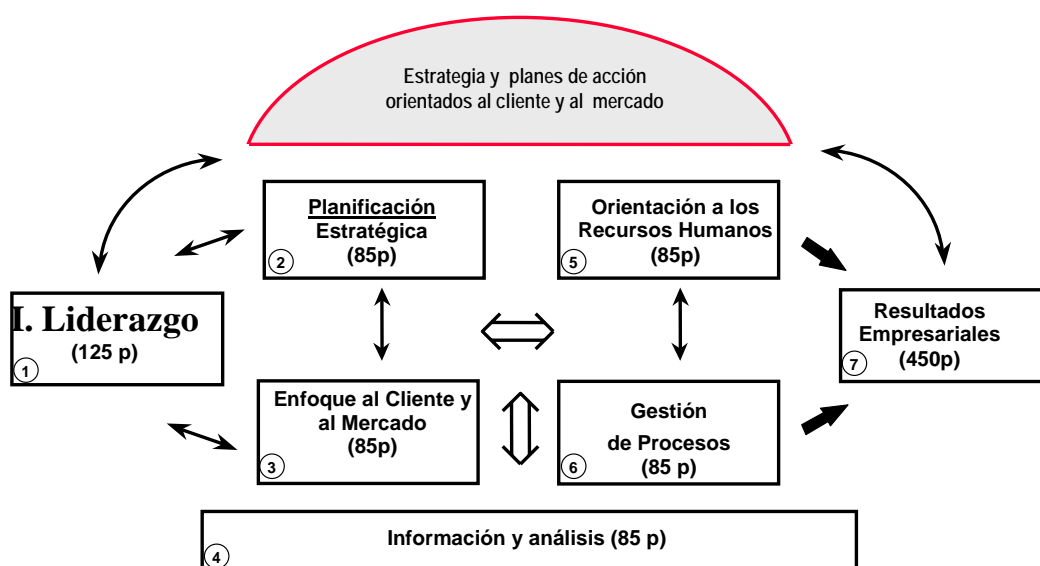 Estrategia y planes de acción
orientados al cliente y al mercado
Planificación
Estratégica
(85p)
2
Orientación a los
Recursos Humanos
(85p)
5
I. Liderazgo
(125 p)
1
Resultados
Empresariales
(450p)
7
Enfoque al Cliente y
al Mercado
(85p)
3
Gestión
de Procesos
(85 p)
6
Información y análisis (85 p)
4